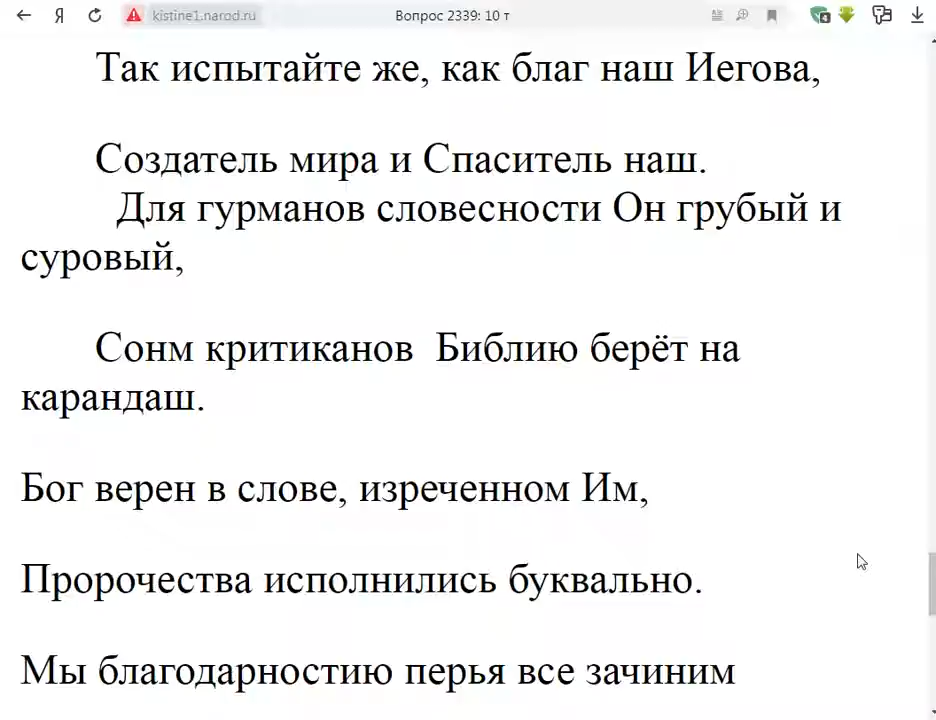 Я kistine1.narod.ru Вопрос 2339: 10 т 4
Так испытайте же, как благ наш Иегова,
Создатель мира и Спаситель наш.
Для гурманов словесности Он грубый и
суровый,
Сонм критиканов Библию берёт на
карандаш.
Бог верен в слове, изреченном Им,
Пророчества исполнились буквально.
Мы благодарностию перья все зачиним